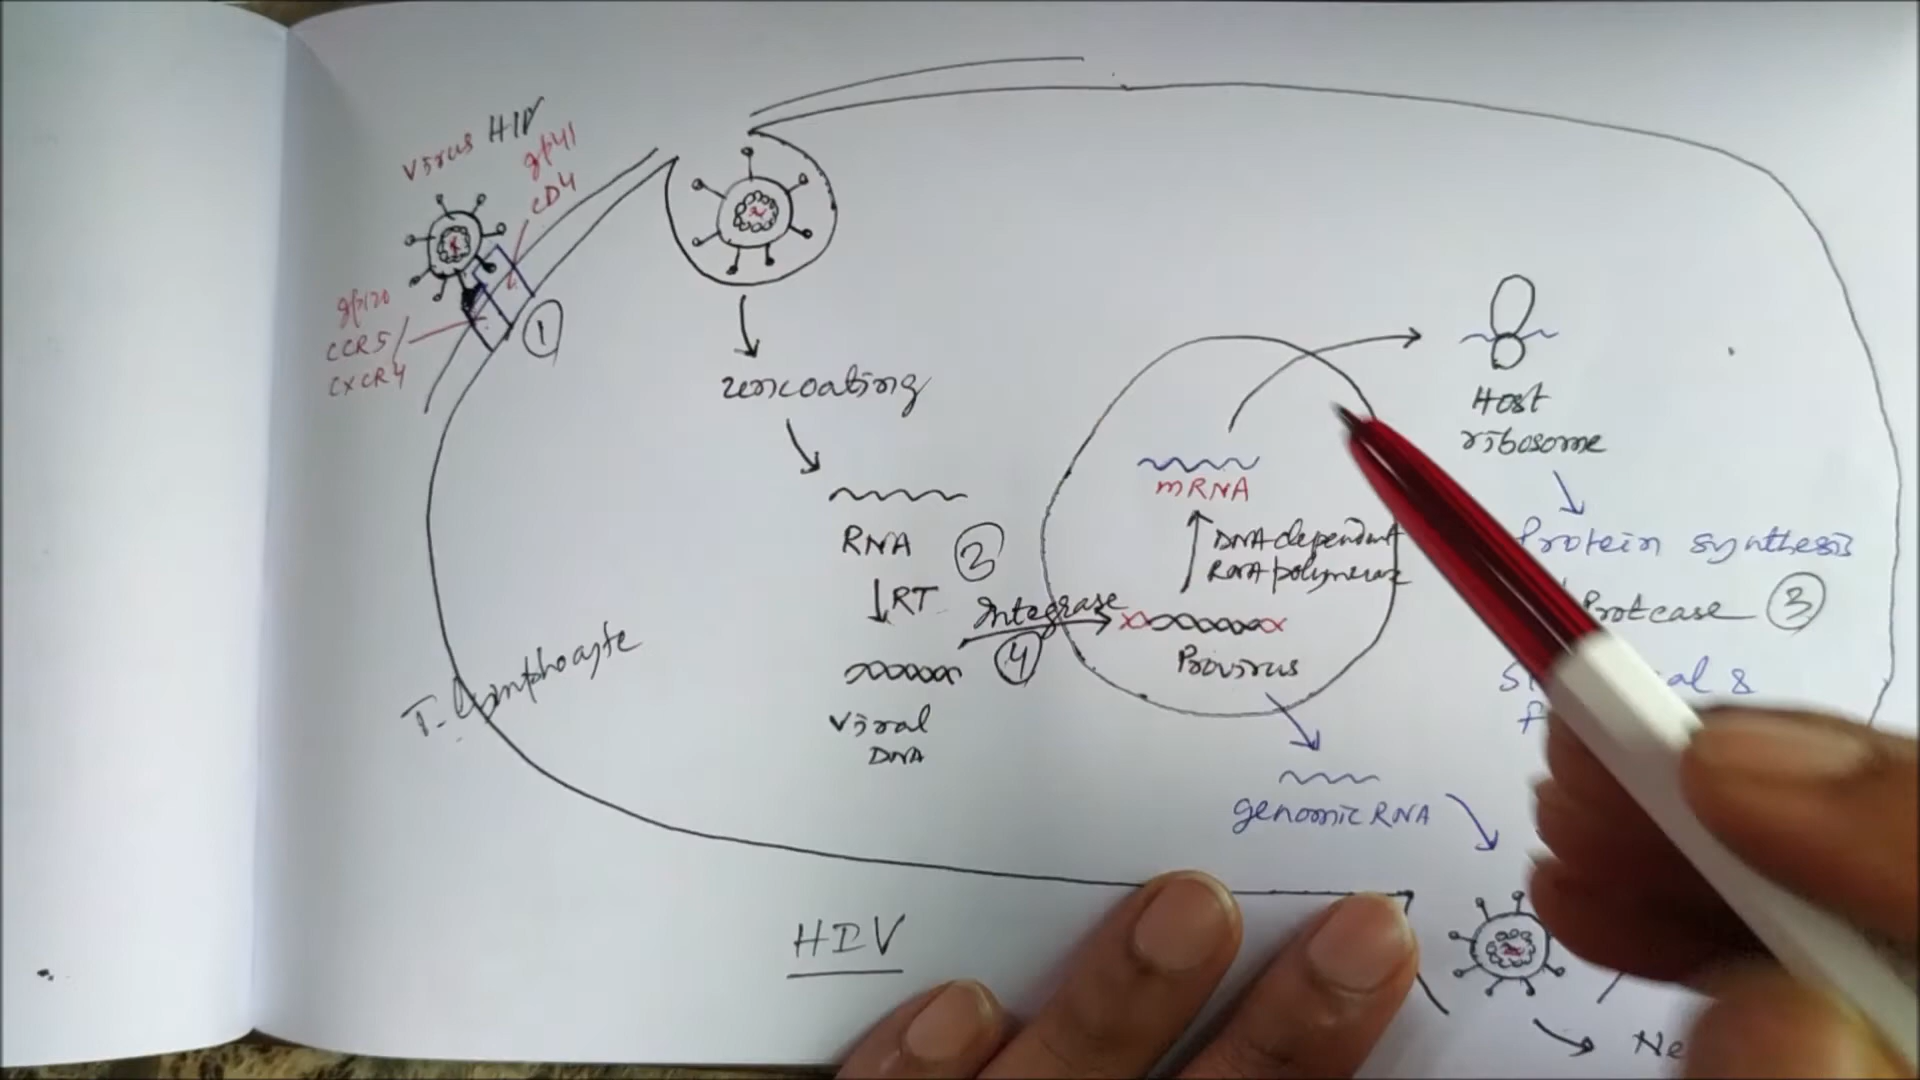 Virus HIV
gp41
CD4
gp120
CCR5/
CXCR4
1
uncoating
RNA
2
RT
Integrase
4
viral
DNA
T-Lymphocyte
mRNA
DNA dependent
RNA polymerase
Provirus
genomic RNA
Host
ribosome
Protein synthesis
Protease 3
&
HIV